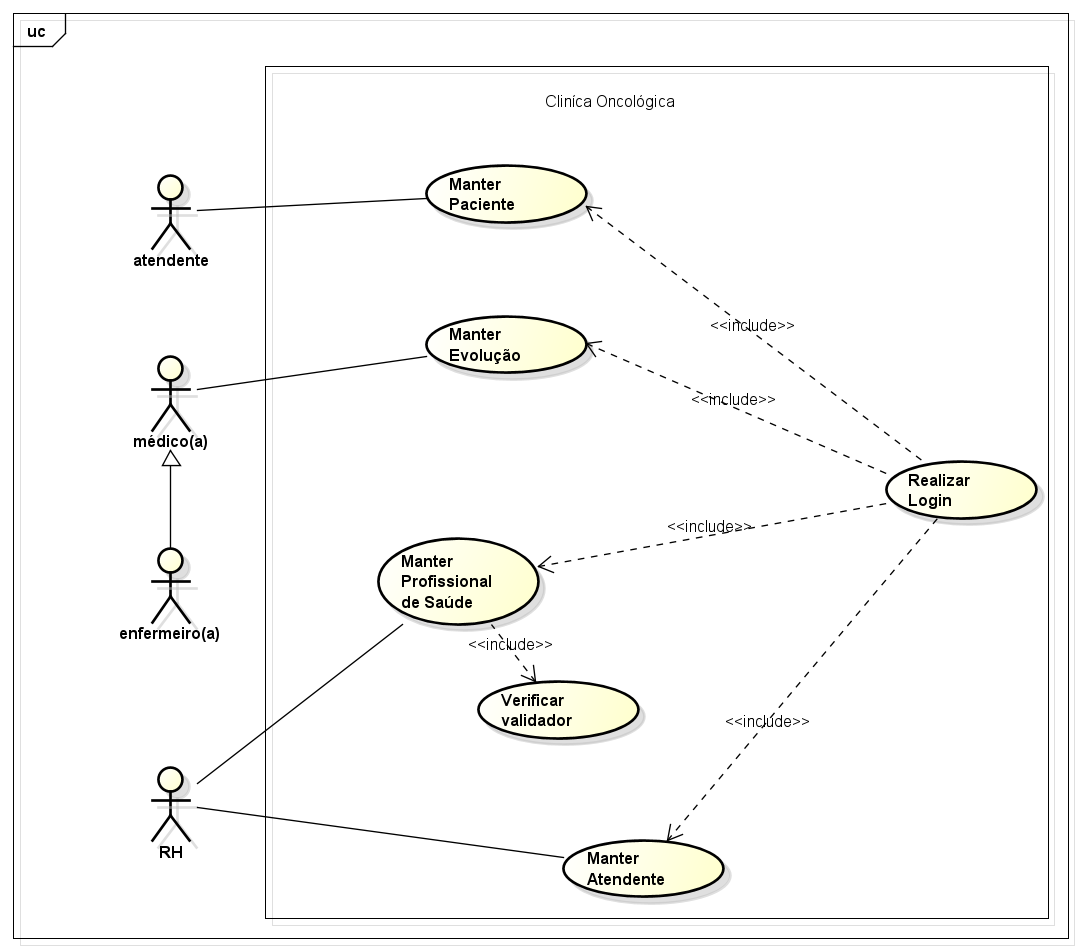 uc
Cliníca Oncológica
Manter
Paciente
atendente
<<include>>
Manter
Evolução
médico(a)
<<include>>
Realizar
Login
<<include>>
Manter
Profissional
de Saúde
enfermeiro(a)
<<include>>
Verificar
validador
<<include>>
RH
Manter
Atendente